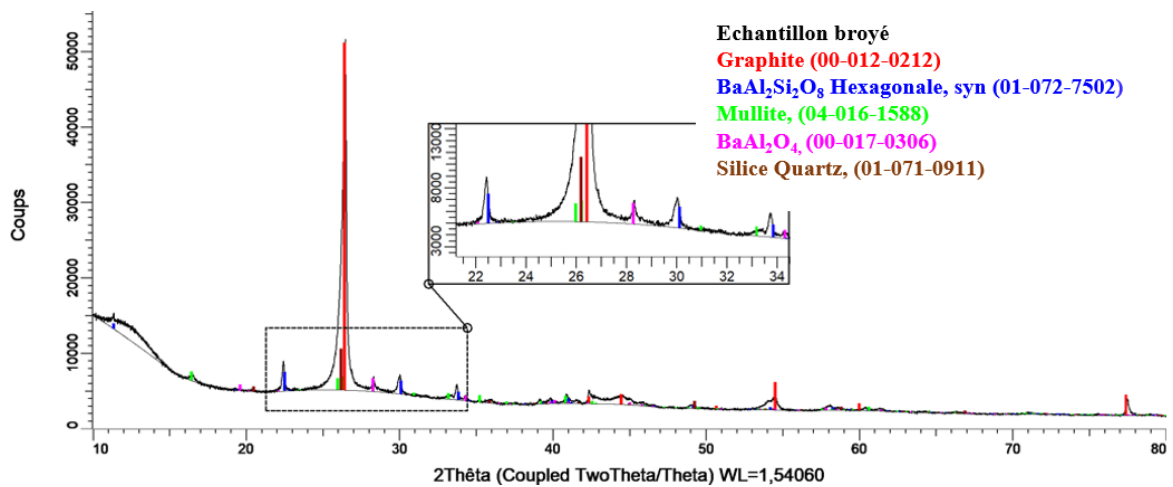 Echantillon broyé
Graphite (00-012-0212)
BaAl₂Si₂O₈ Hexagonale, syn (01-072-7502)
Mullite, (04-016-1588)
BaAl₂O₄, (00-017-0306)
Silice Quartz, (01-071-0911)
Coups
50000
40000
30000
20000
10000
0
13000
8000
3000
22 24 26 28 30 32 34
10 20 30 40 50 60 70 80
2Thêta (Coupled TwoTheta/Theta) WL=1,54060